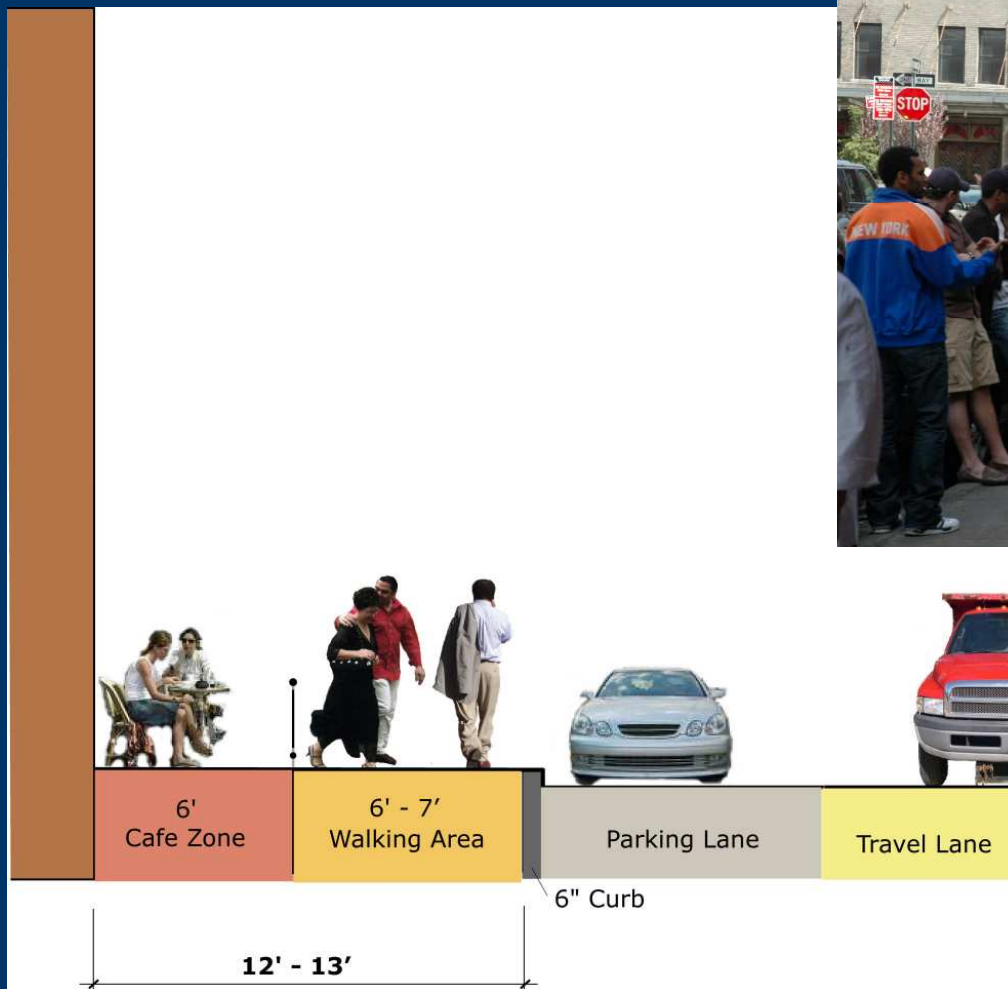 STOP
NEW YORK
6'
Cafe Zone
6' - 7’
Walking Area
Parking Lane
Travel Lane
6" Curb
12' - 13’